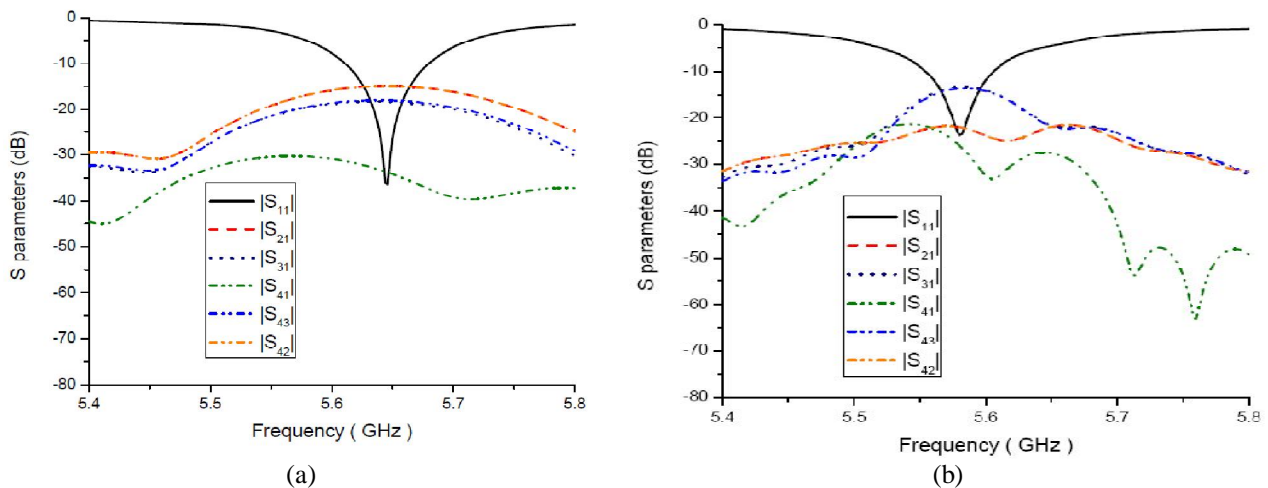 S parameters (dB)
0
-10
-20
-30
-40
-50
-60
-70
-80
|S11|
|S21|
|S31|
|S41|
|S43|
|S42|
5.4
5.5
5.6
5.7
5.8
Frequency ( GHz )
(a)
S parameters (dB)
0
-10
-20
-30
-40
-50
-60
-70
-80
|S11|
|S21|
|S31|
|S41|
|S43|
|S42|
5.4
5.5
5.6
5.7
5.8
Frequency ( GHz )
(b)